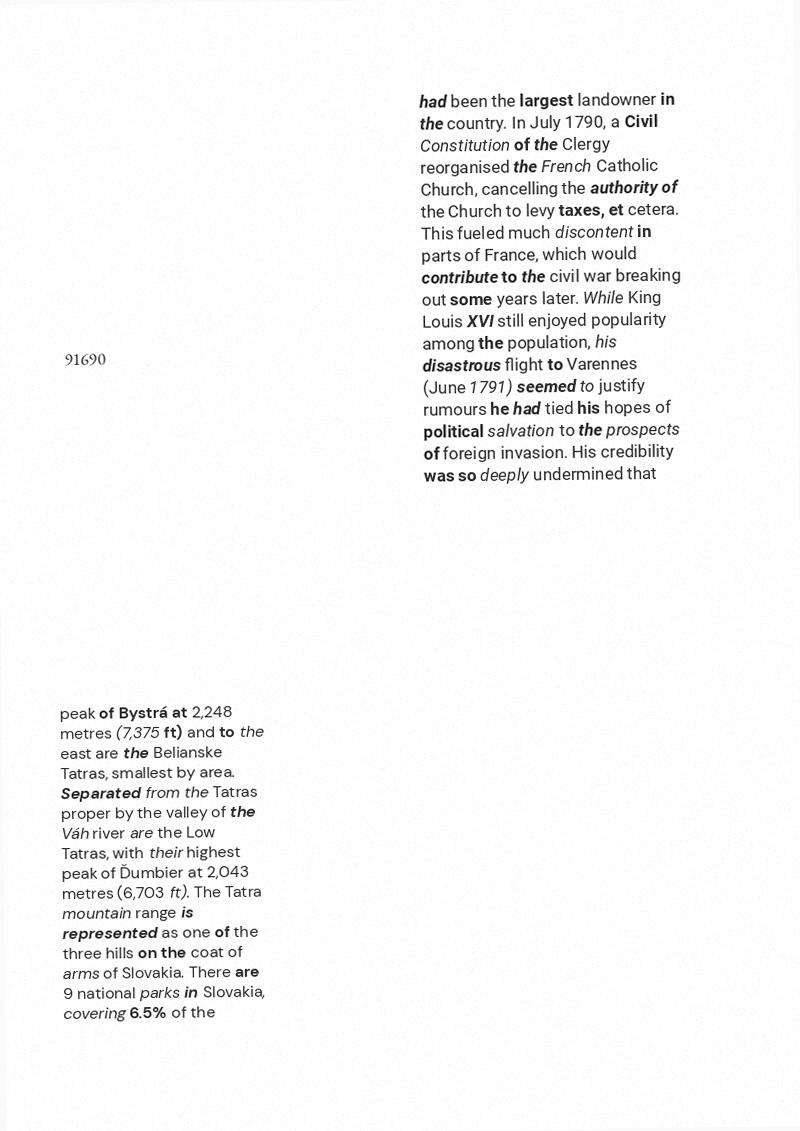 had been the largest landowner in
the country. In July 1790, a Civil
Constitution of the Clergy
reorganised the French Catholic
Church, cancelling the authority of
the Church to levy taxes, et cetera.
This fueled much discontent in
parts of France, which would
contribute to the civil war breaking
out some years later. While King
Louis XVI still enjoyed popularity
among the population, his
disastrous flight to Varennes
(June 1791) seemed to justify
rumours he had tied his hopes of
political salvation to the prospects
of foreign invasion. His credibility
was so deeply undermined that
91690
peak of Bystrá at 2,248
metres (7,375 ft) and to the
east are the Belianske
Tatras, smallest by area.
Separated from the Tatras
proper by the valley of the
Váh river are the Low
Tatras, with their highest
peak of Ďumbier at 2,043
metres (6,703 ft). The Tatra
mountain range is
represented as one of the
three hills on the coat of
arms of Slovakia. There are
9 national parks in Slovakia,
covering 6.5% of the